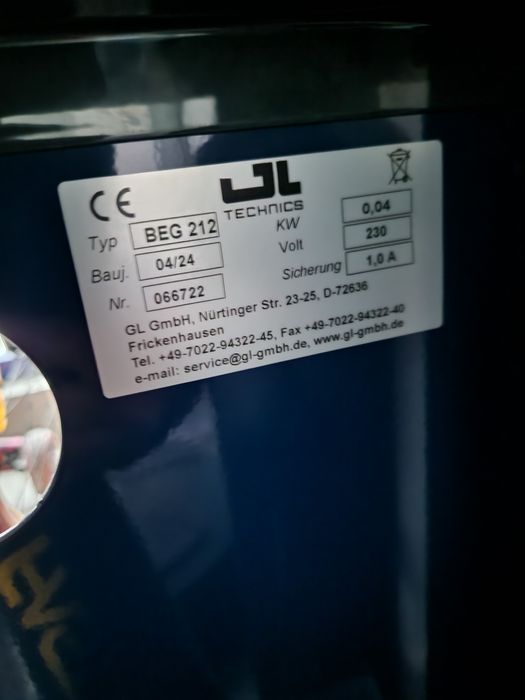 CE
GL
TECHNICS
Typ BEG 212 KW 0,04
Bauj. 04/24 Volt 230
Nr. 066722 Sicherung 1,0 A
GL GmbH, Nürtinger Str. 23-25, D-72636
Frickenhausen
Tel. +49-7022-94322-45, Fax +49-7022-94322-40
e-mail: service@gl-gmbh.de, www.gl-gmbh.de